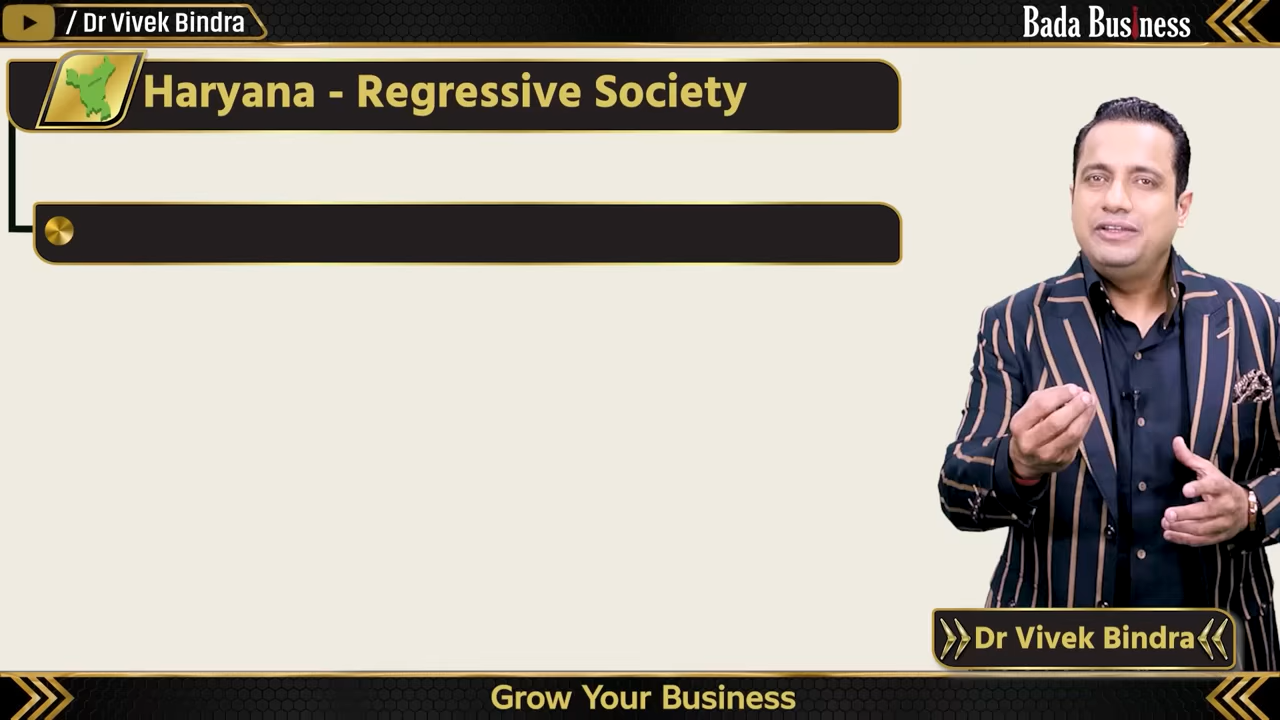 / Dr Vivek Bindra
Bada Business
Haryana - Regressive Society
Dr Vivek Bindra
Grow Your Business